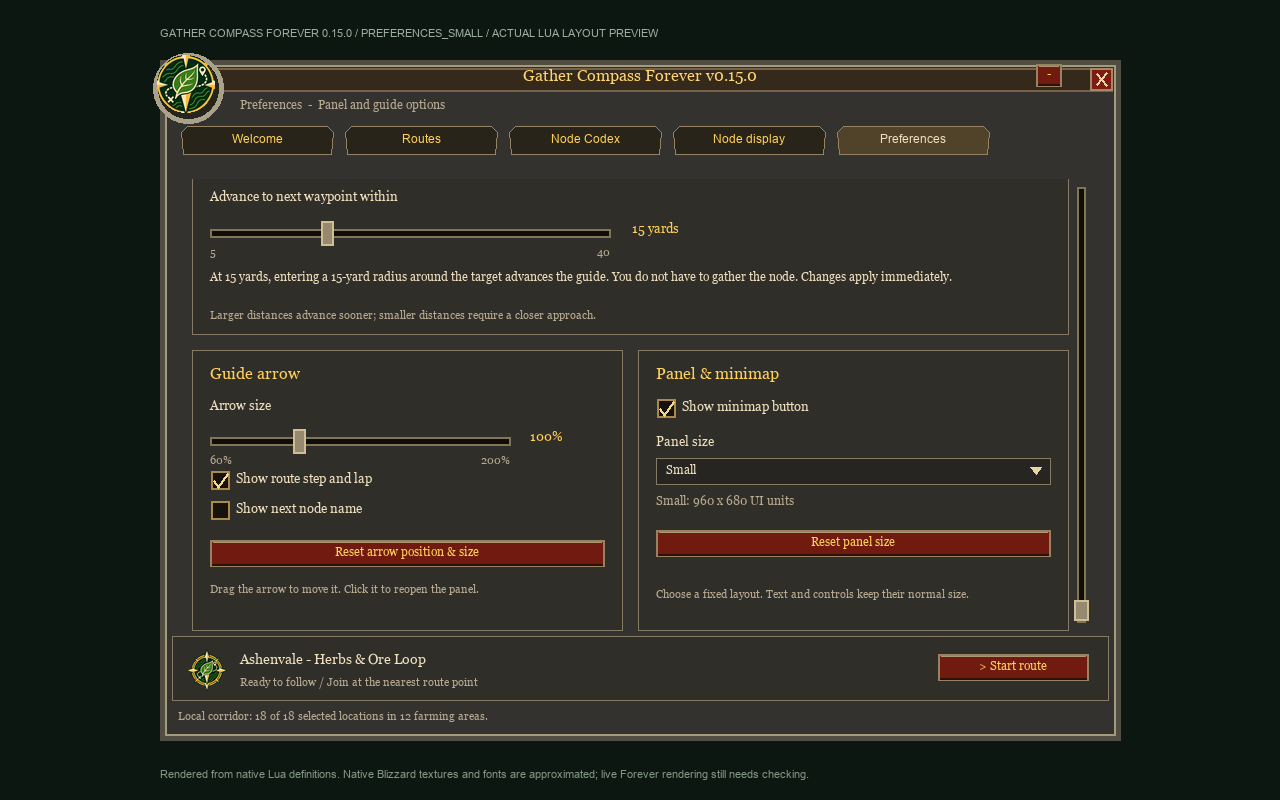 GATHER COMPASS FOREVER 0.15.0 / PREFERENCES_SMALL / ACTUAL LUA LAYOUT PREVIEW
Gather Compass Forever v0.15.0
-
X
Preferences - Panel and guide options
Welcome
Routes
Node Codex
Node display
Preferences
Advance to next waypoint within
15 yards
5
40
At 15 yards, entering a 15-yard radius around the target advances the guide. You do not have to gather the node. Changes apply immediately.
Larger distances advance sooner; smaller distances require a closer approach.
Guide arrow
Arrow size
100%
60%
200%
Show route step and lap
Show next node name
Reset arrow position & size
Drag the arrow to move it. Click it to reopen the panel.
Panel & minimap
Show minimap button
Panel size
Small
Small: 960 x 680 UI units
Reset panel size
Choose a fixed layout. Text and controls keep their normal size.
Ashenvale - Herbs & Ore Loop
Ready to follow / Join at the nearest route point
> Start route
Local corridor: 18 of 18 selected locations in 12 farming areas.
Rendered from native Lua definitions. Native Blizzard textures and fonts are approximated; live Forever rendering still needs checking.